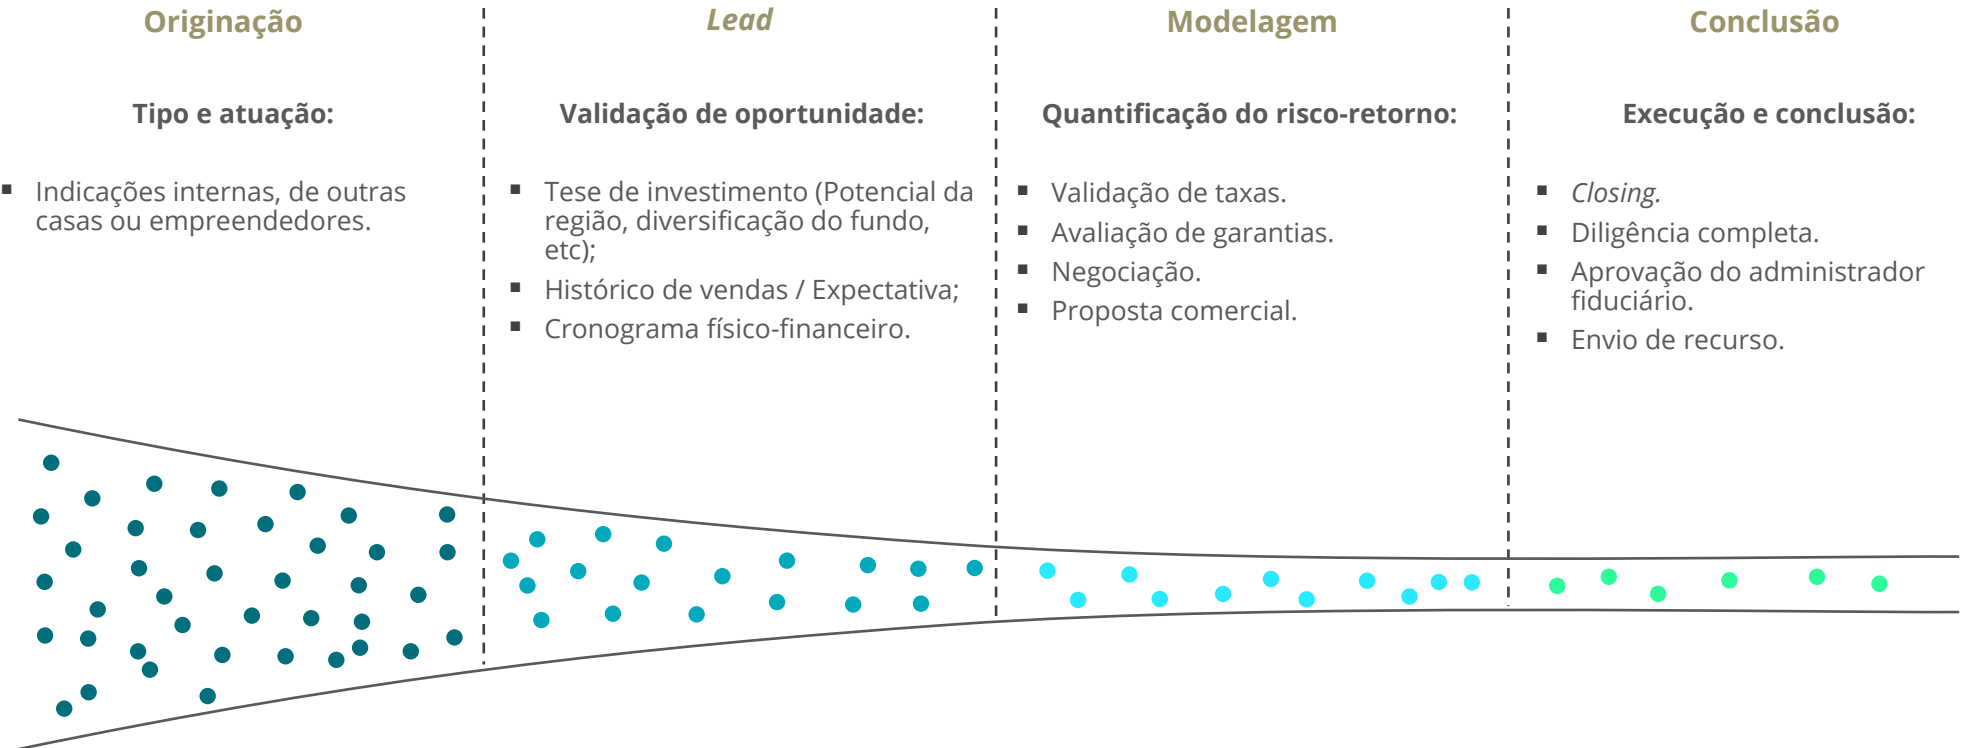 Originação
Tipo e atuação:
▪ Indicações internas, de outras
casas ou empreendedores.
Lead
Validação de oportunidade:
▪ Tese de investimento (Potencial da
região, diversificação do fundo,
etc);
▪ Histórico de vendas / Expectativa;
▪ Cronograma físico-financeiro.
Modelagem
Quantificação do risco-retorno:
▪ Validação de taxas.
▪ Avaliação de garantias.
▪ Negociação.
▪ Proposta comercial.
Conclusão
Execução e conclusão:
▪ Closing.
▪ Diligência completa.
▪ Aprovação do administrador
fiduciário.
▪ Envio de recurso.